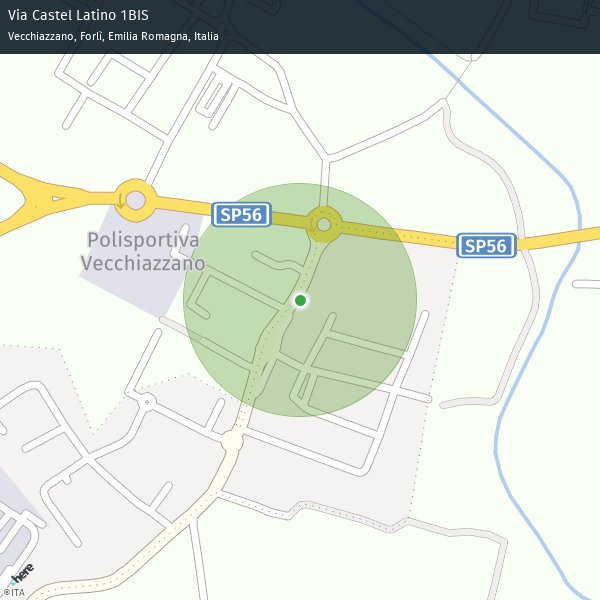 Via Castel Latino 1BIS
Vecchiazzano, Forlì, Emilia Romagna, Italia
SP56
SP56
Polisportiva
Vecchiazzano
here
©ITA